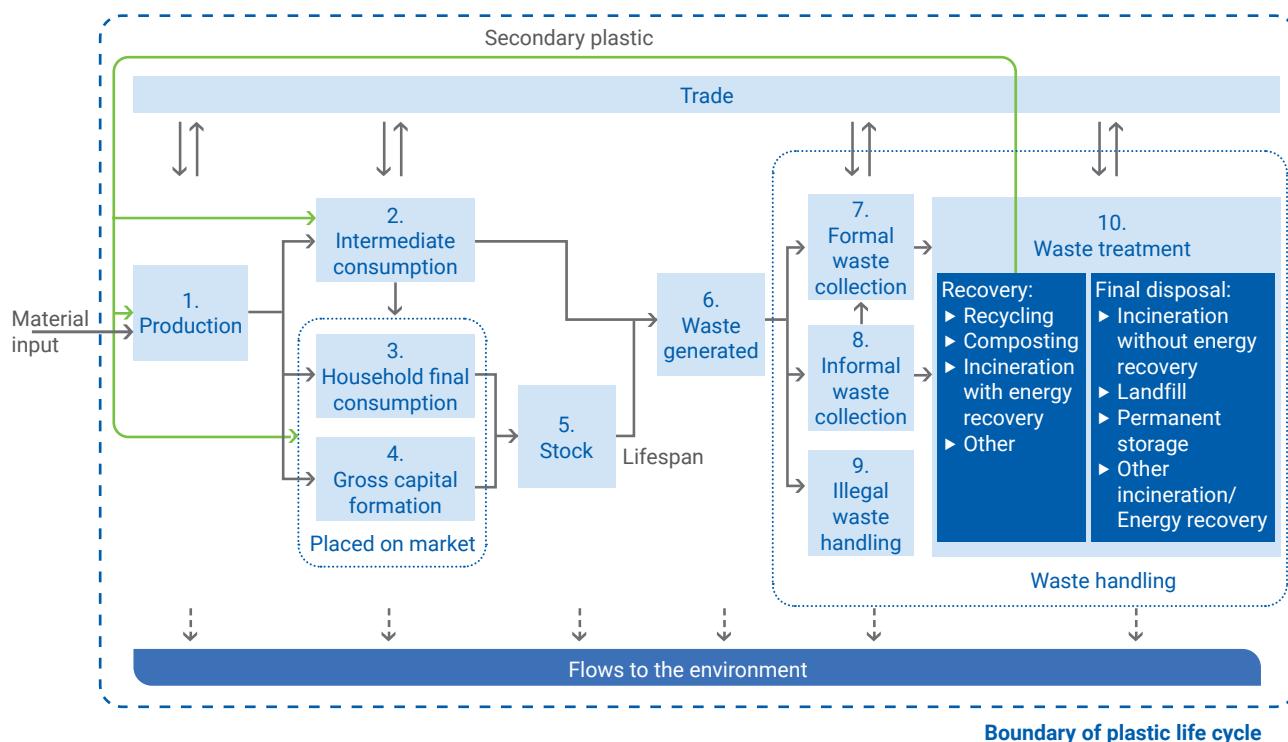 Secondary plastic
Trade
Material
input
1.
Production
2.
Intermediate
consumption
3.
Household final
consumption
4.
Gross capital
formation
Placed on market
5.
Stock
Lifespan
6.
Waste
generated
7.
Formal
waste
collection
8.
Informal
waste
collection
9.
Illegal
waste
handling
10.
Waste treatment
Recovery:
Recycling
Composting
Incineration
with energy
recovery
Other
Final disposal:
Incineration
without energy
recovery
Landfill
Permanent
storage
Other
incineration/
Energy recovery
Waste handling
Flows to the environment
Boundary of plastic life cycle